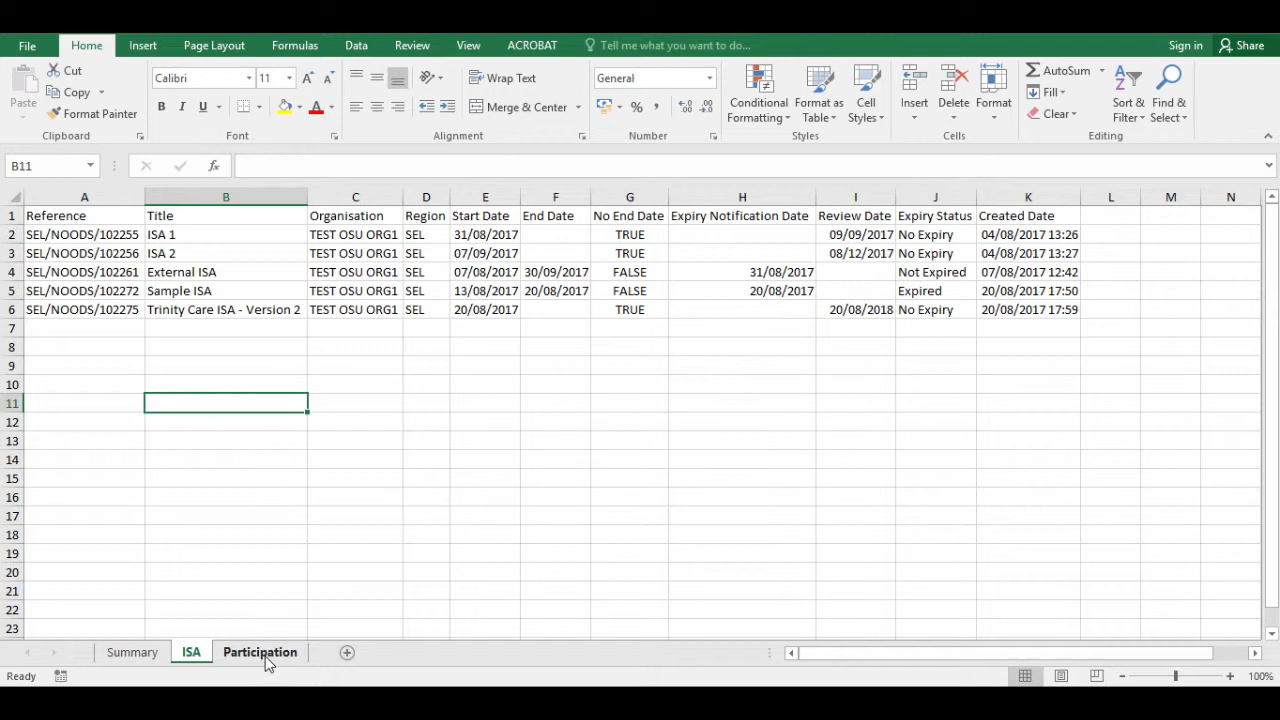 File Home Insert Page Layout Formulas Data Review View ACROBAT Tell me what you want to do... Sign in Share
Paste Cut Copy Format Painter Calibri 11 B I U A Wrap Text Merge & Center General % , Conditional Formatting Formatas Table Cell Styles Insert Delete Format AutoSum Fill Clear Sort & Filter Find & Select
Clipboard Font Alignment Number Styles Cells Editing
B11 fx
A B C D E F G H I J K L M N
1 Reference Title Organisation Region Start Date End Date No End Date Expiry Notification Date Review Date Expiry Status Created Date
2 SEL/NOODS/102255 ISA 1 TEST OSU ORG1 SEL 31/08/2017 TRUE 09/09/2017 No Expiry 04/08/2017 13:26
3 SEL/NOODS/102256 ISA 2 TEST OSU ORG1 SEL 07/09/2017 TRUE 08/12/2017 No Expiry 04/08/2017 13:27
4 SEL/NOODS/102261 External ISA TEST OSU ORG1 SEL 07/08/2017 30/09/2017 FALSE 31/08/2017 Not Expired 07/08/2017 12:42
5 SEL/NOODS/102272 Sample ISA TEST OSU ORG1 SEL 13/08/2017 20/08/2017 FALSE 20/08/2017 Expired 20/08/2017 17:50
6 SEL/NOODS/102275 Trinity Care ISA - Version 2 TEST OSU ORG1 SEL 20/08/2017 TRUE 20/08/2018 No Expiry 20/08/2017 17:59
7
8
9
10
11
12
13
14
15
16
17
18
19
20
21
22
23
Summary ISA Participation
Ready 100%